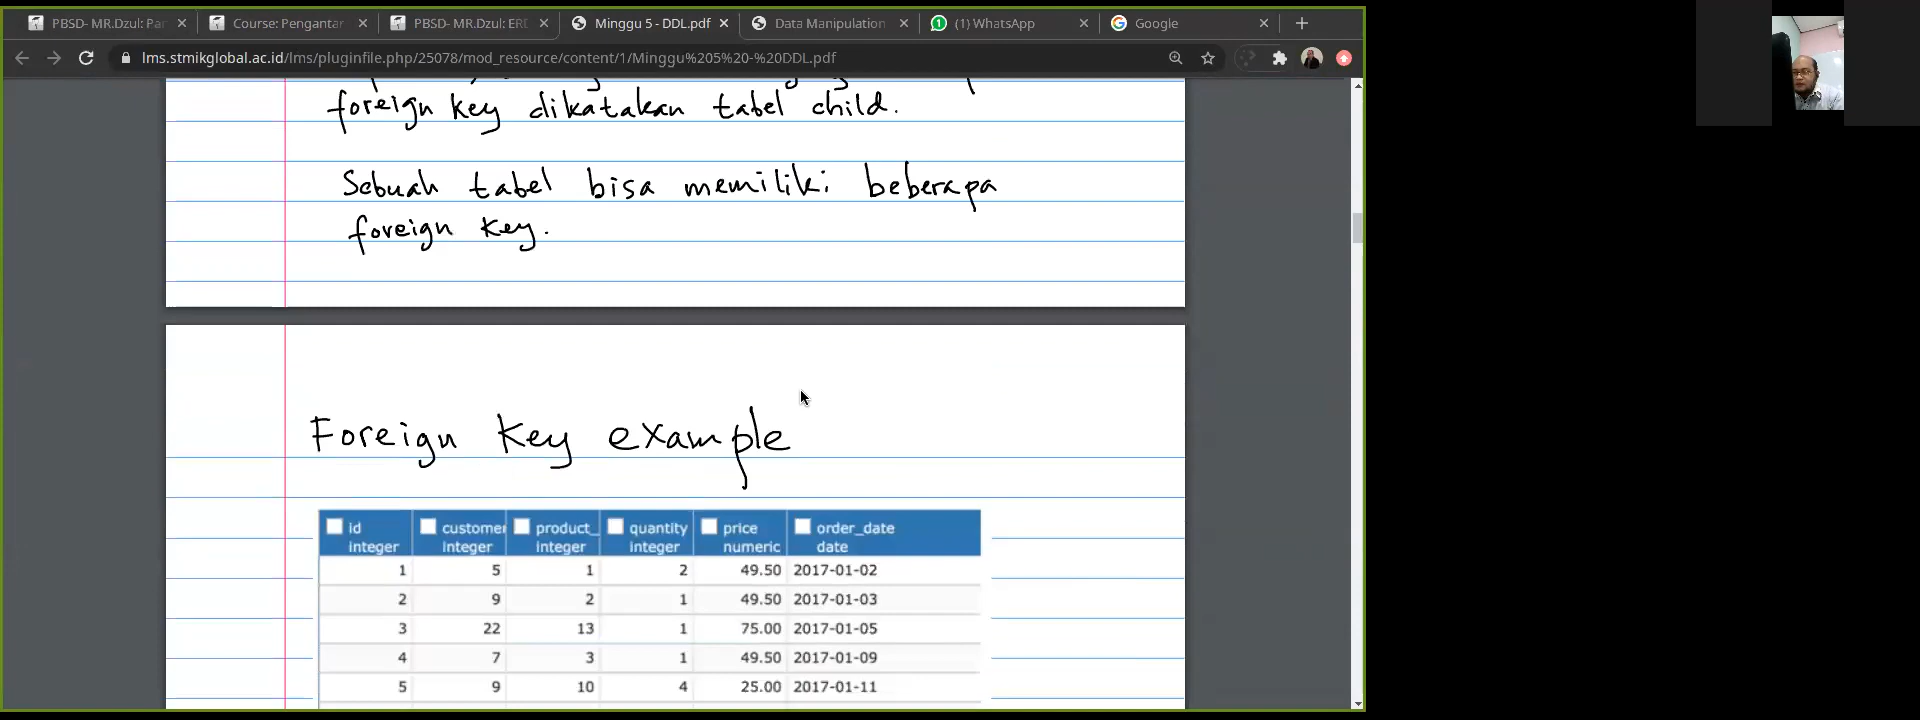 PBSD- MR.Dzul: Par
Course: Pengantar
PBSD- MR.Dzul: ERD
Minggu 5 - DDL.pdf
Data Manipulation
(1) WhatsApp
Google
lms.stmikglobal.ac.id/lms/pluginfile.php/25078/mod_resource/content/1/Minggu%205%20-%20DDL.pdf
foreign key dikatakan tabel child.
Sebuah tabel bisa memiliki beberapa
foreign key.
Foreign Key example
id customer product_ quantity price order_date
integer integer integer integer numeric date
1 5 1 2 49.50 2017-01-02
2 9 2 1 49.50 2017-01-03
3 22 13 1 75.00 2017-01-05
4 7 3 1 49.50 2017-01-09
5 9 10 4 25.00 2017-01-11